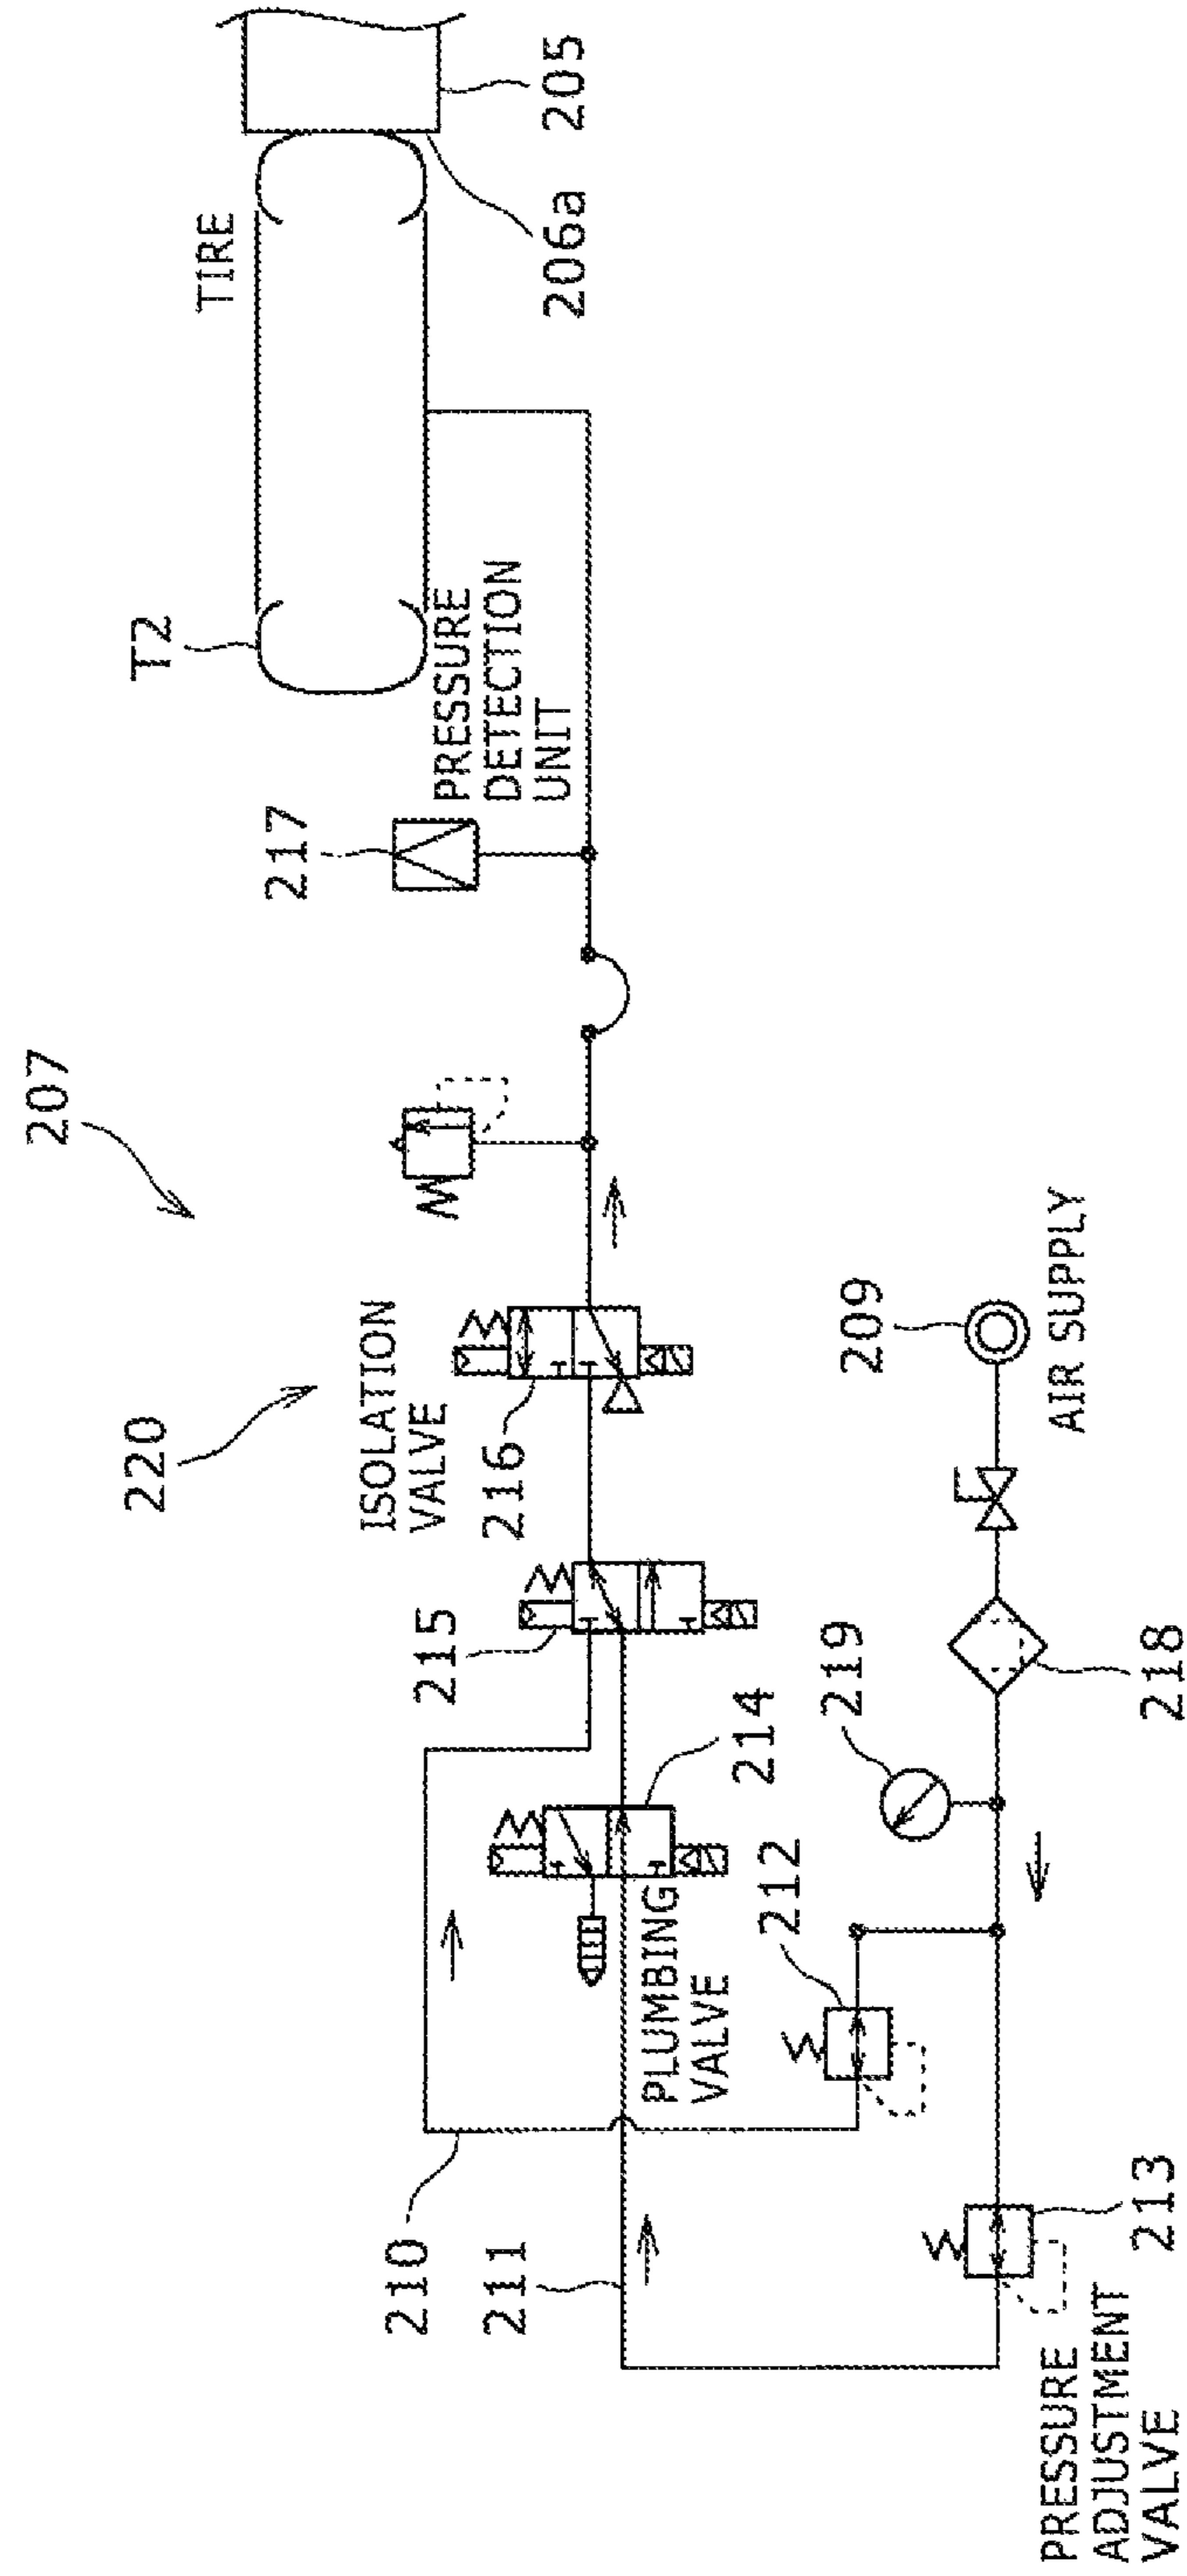 207
220
T2
TIRE
217
PRESSURE
DETECTION
UNIT
206a
205
ISOLATION
VALVE
216
215
214
PLUMBING
VALVE
210
211
212
219
209
AIR SUPPLY
218
213
PRESSURE
ADJUSTMENT
VALVE